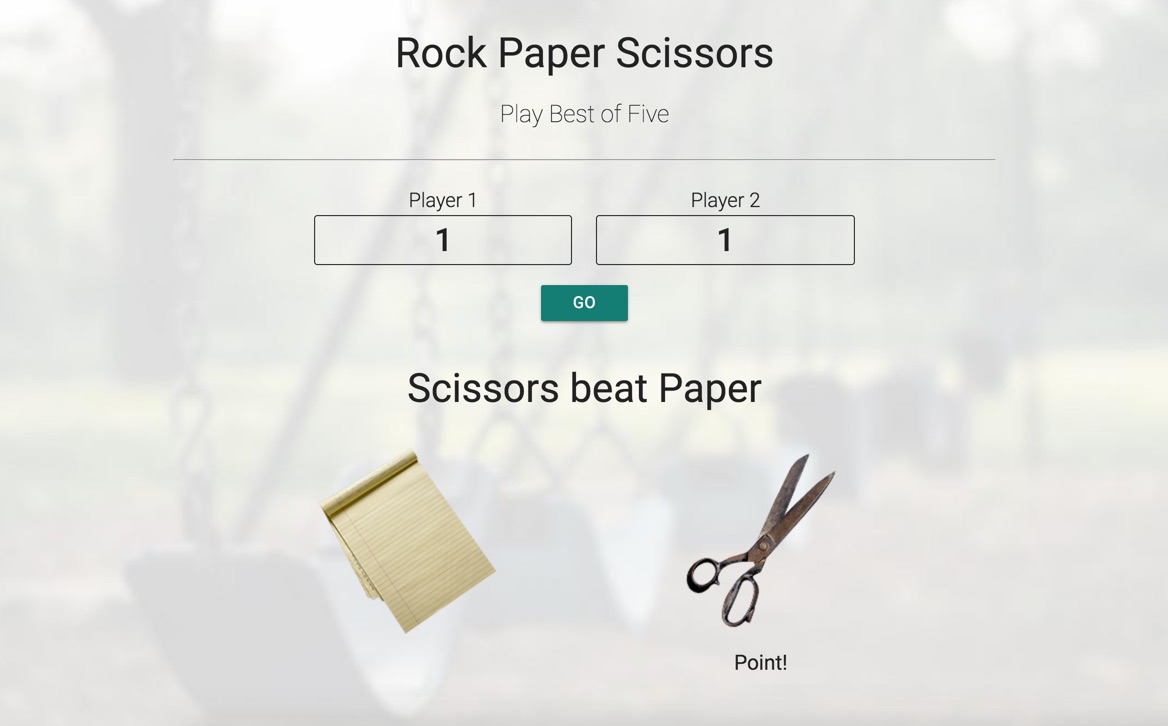 Rock Paper Scissors
Play Best of Five
Player 1
Player 2
1
1
GO
Scissors beat Paper
Point!